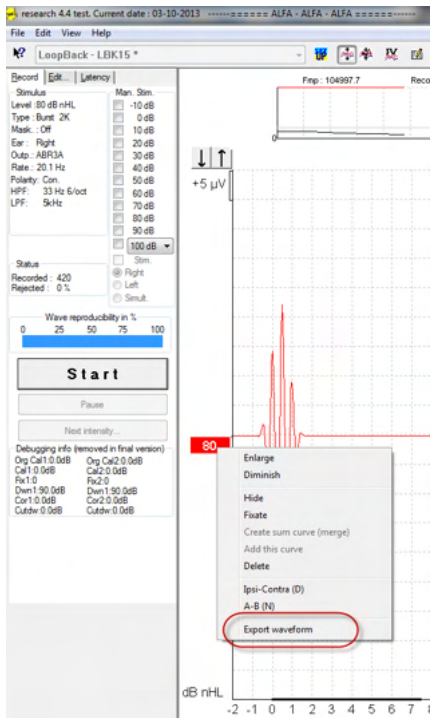 research 4.4 test. Current date : 03-10-2013 ------====== ALFA - ALFA - ALFA ======-----
File Edit View Help
LoopBack - LBK15 *
Record Edit... Latency
Stimulus
Level :80 dB nHL
Type : Burst 2K
Mask. : Off
Ear : Right
Outp.: ABR3A
Rate : 20.1 Hz
Polarity: Con.
HPF: 33 Hz 6/oct
LPF: 5kHz
Man. Stim.
-10 dB
0 dB
10 dB
20 dB
30 dB
40 dB
50 dB
60 dB
70 dB
80 dB
90 dB
100 dB
Stim.
Right
Left
Simult.
Status
Recorded : 420
Rejected : 0 %
Wave reproducibility in %
0 25 50 75 100
Start
Pause
Next intensity...
Debugging info (removed in final version)
Org Cal1:0.0dB Org Cal2:0.0dB
Cal1:0.0dB Cal2:0.0dB
Fix1:0 Fix2:0
Dwn1:90.0dB Dwn1:90.0dB
Cor1:0.0dB Cor2:0.0dB
Cutdw:0.0dB Cutdw:0.0dB
Fmp : 104997.7 Reco
0
+5 µV
80
Enlarge
Diminish
Hide
Fixate
Create sum curve (merge)
Add this curve
Delete
Ipsi-Contra (D)
A-B (N)
Export waveform
dB nHL
-2 -1 0 1 2 3 4 5 6 7 8